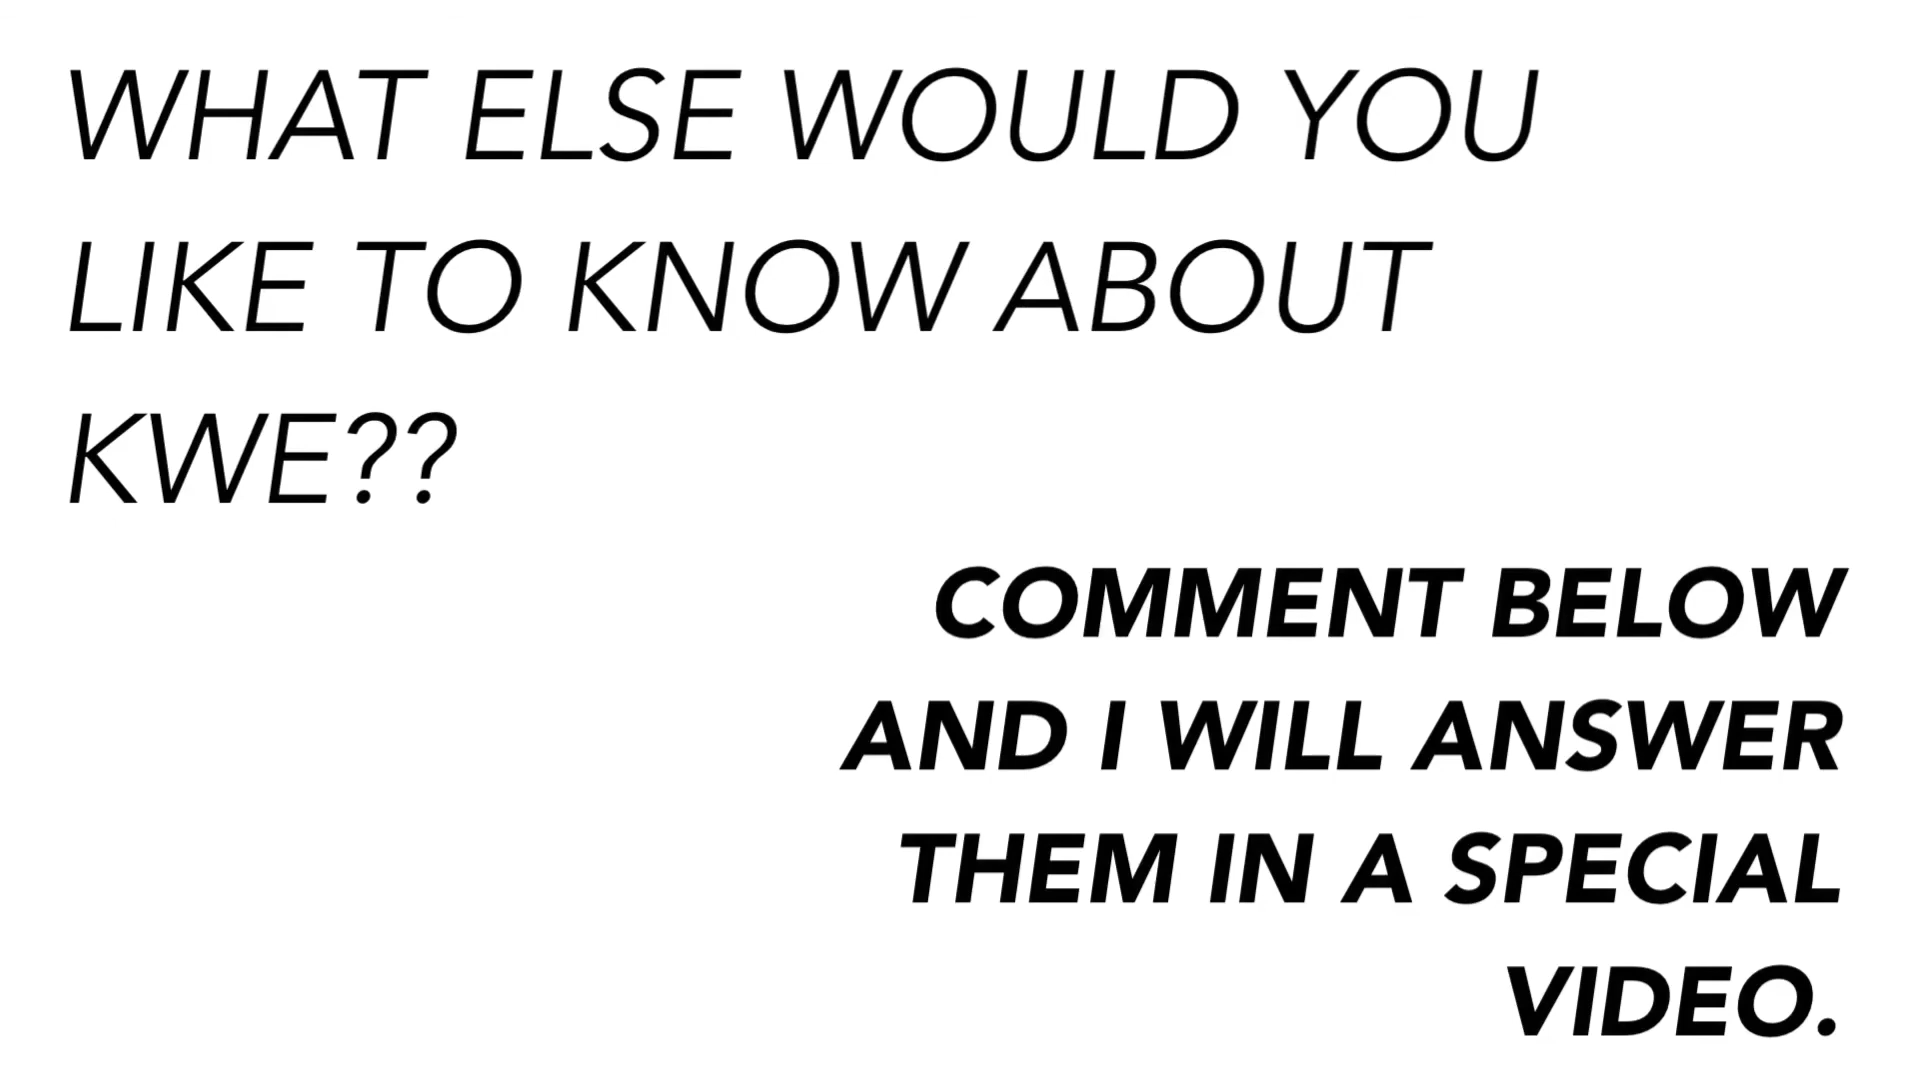 WHAT ELSE WOULD YOU
LIKE TO KNOW ABOUT
KWE??
COMMENT BELOW
AND I WILL ANSWER
THEM IN A SPECIAL
VIDEO.